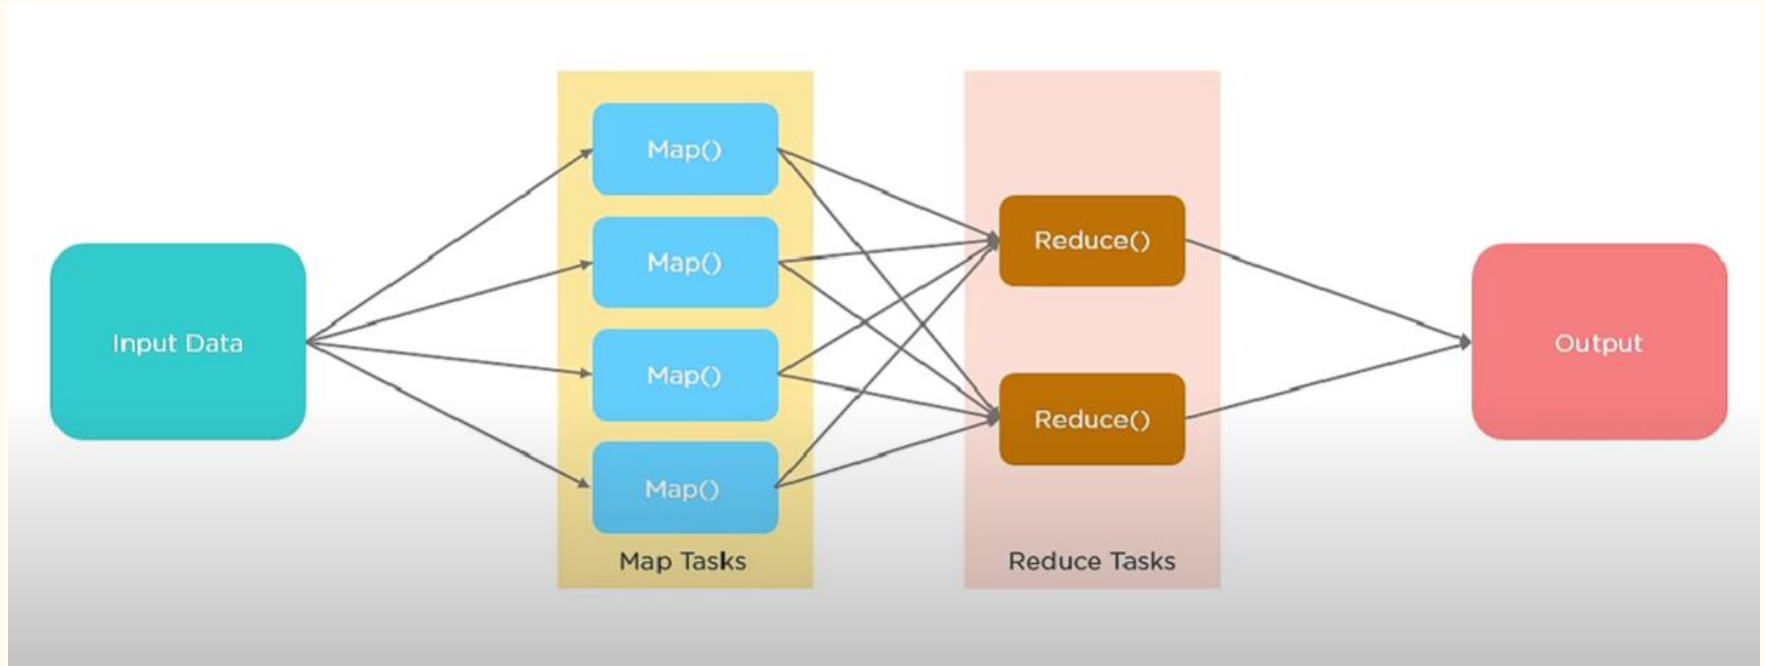 Input Data
Map()
Map()
Map()
Map()
Map Tasks
Reduce()
Reduce()
Reduce Tasks
Output